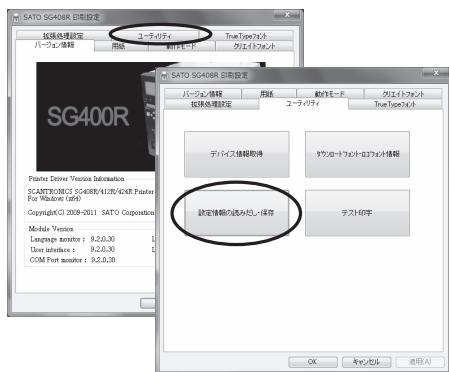 SATO SG408R 印刷設定
拡張処理設定 ユーティリティ TrueTypeフォント
バージョン情報 用紙 動作モード クリエイトフォント
SG400R
Printer Driver Version Information
SCANTRONICS SG408R/412R/424R Printer
For Windows (x64)
Copyright(C) 2009-2011 SATO Corporation
Module Version
Language monitor : 9.2.0.30
User interface : 9.2.0.30
COM Port monitor : 9.2.0.30
SATO SG408R 印刷設定
バージョン情報 用紙 動作モード クリエイトフォント
拡張処理設定 ユーティリティ TrueTypeフォント
デバイス情報取得 ダウンロードフォント・ロゴフォント情報
設定情報の読みだし・保存 テスト印字
OK キャンセル 適用(A)